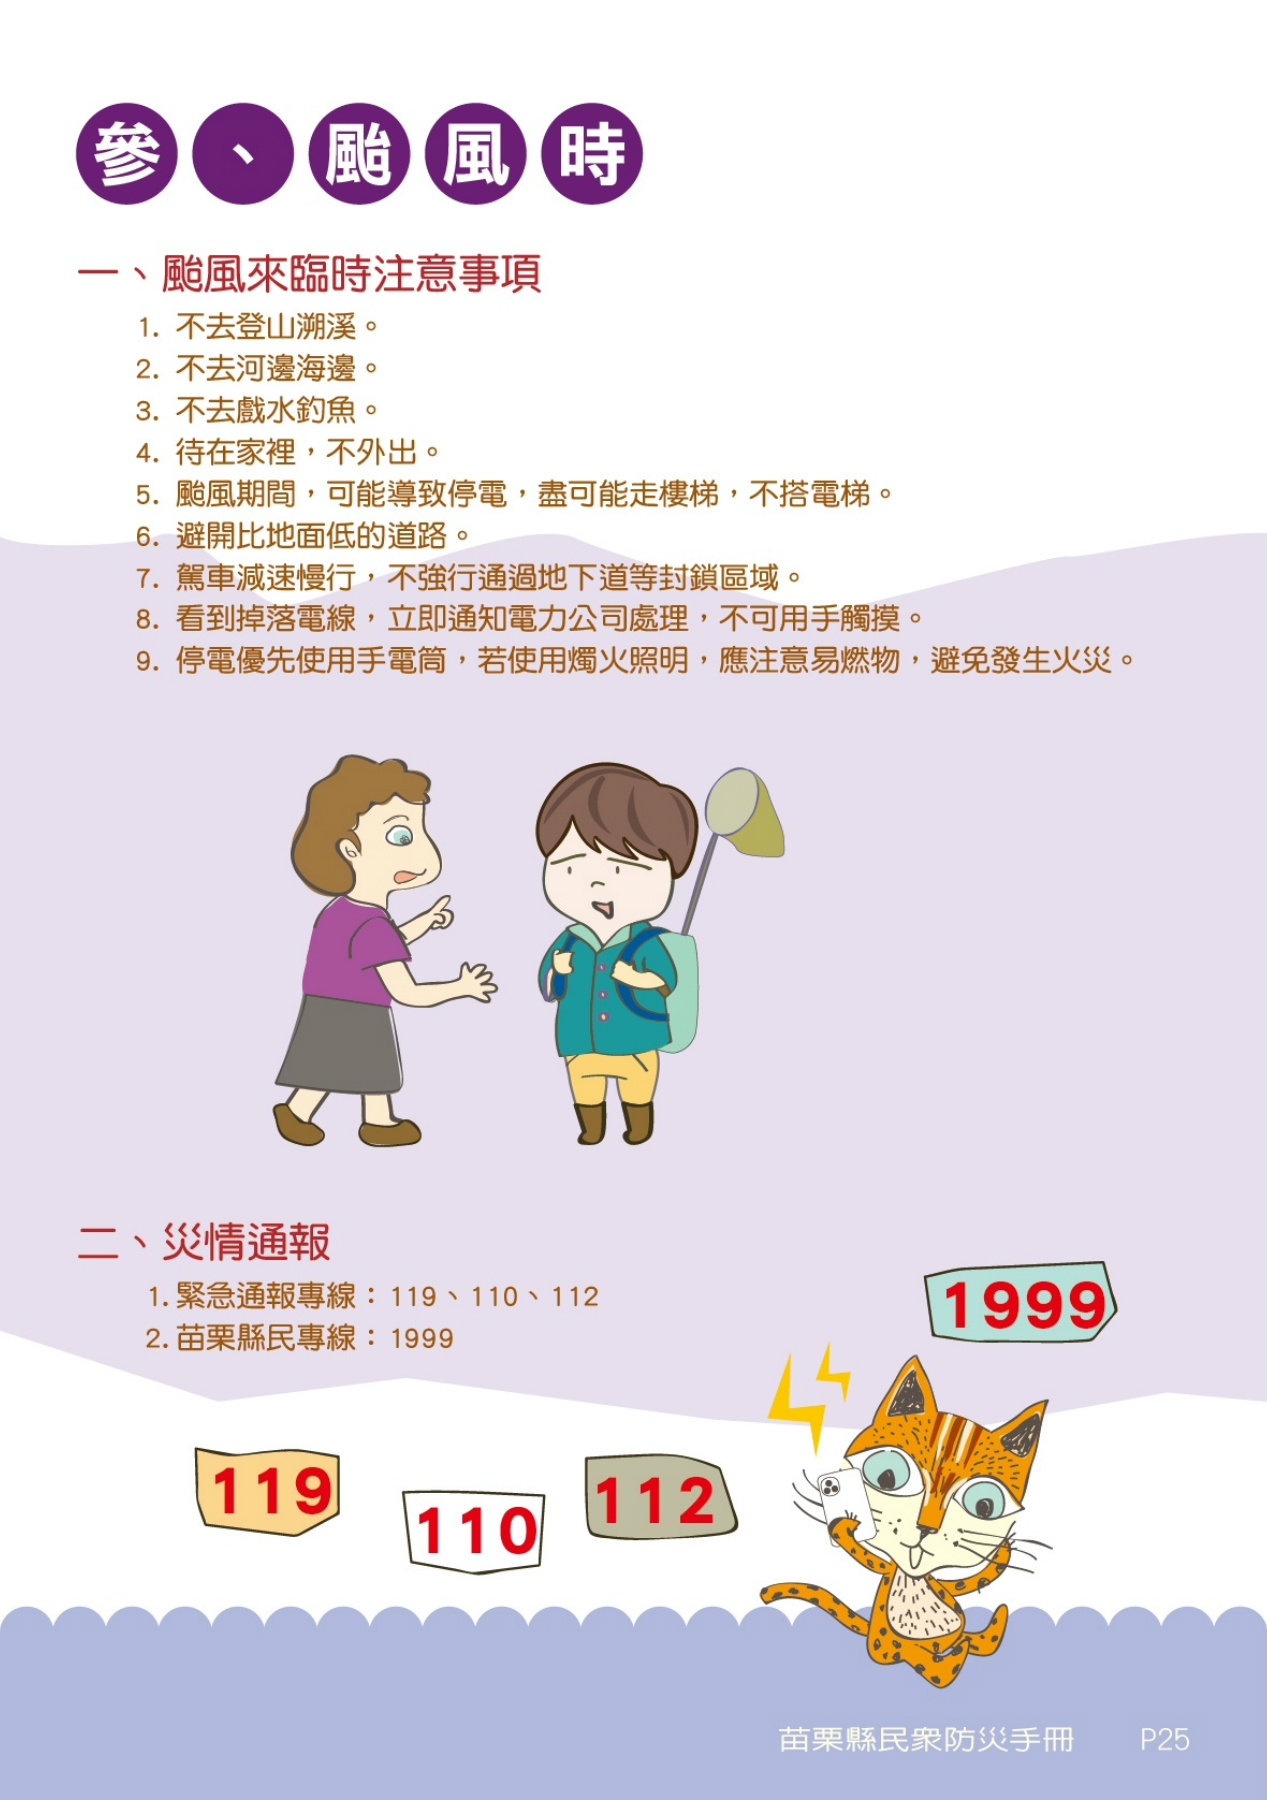 參、颱風時
一、颱風來臨時注意事項
1. 不去登山溯溪。
2. 不去河邊海邊。
3. 不去戲水釣魚。
4. 待在家裡，不外出。
5. 颱風期間，可能導致停電，盡可能走樓梯，不搭電梯。
6. 避開比地面低的道路。
7. 駕車減速慢行，不強行通過地下道等封鎖區域。
8. 看到掉落電線，立即通知電力公司處理，不可用手觸摸。
9. 停電優先使用手電筒，若使用燭火照明，應注意易燃物，避免發生火災。
二、災情通報
1. 緊急通報專線：119、110、112
2. 苗栗縣民專線：1999
1999
119
110
112
苗栗縣民眾防災手冊 P25